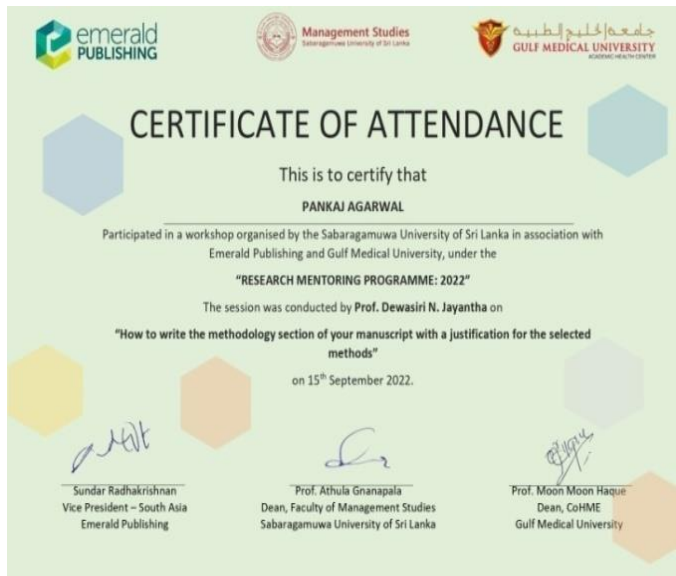 emerald
PUBLISHING
Management Studies
Sabaragamuwa University of Sri Lanka
جامعة الخليج الطبية
GULF MEDICAL UNIVERSITY
ACADEMIC HEALTH CENTER
CERTIFICATE OF ATTENDANCE
This is to certify that
PANKAJ AGARWAL
Participated in a workshop organised by the Sabaragamuwa University of Sri Lanka in association with
Emerald Publishing and Gulf Medical University, under the
“RESEARCH MENTORING PROGRAMME: 2022”
The session was conducted by Prof. Dewasiri N. Jayantha on
“How to write the methodology section of your manuscript with a justification for the selected
methods”
on 15th September 2022.
Sundar Radhakrishnan
Vice President – South Asia
Emerald Publishing
Prof. Athula Gnanapala
Dean, Faculty of Management Studies
Sabaragamuwa University of Sri Lanka
Prof. Moon Moon Haque
Dean, CoHME
Gulf Medical University